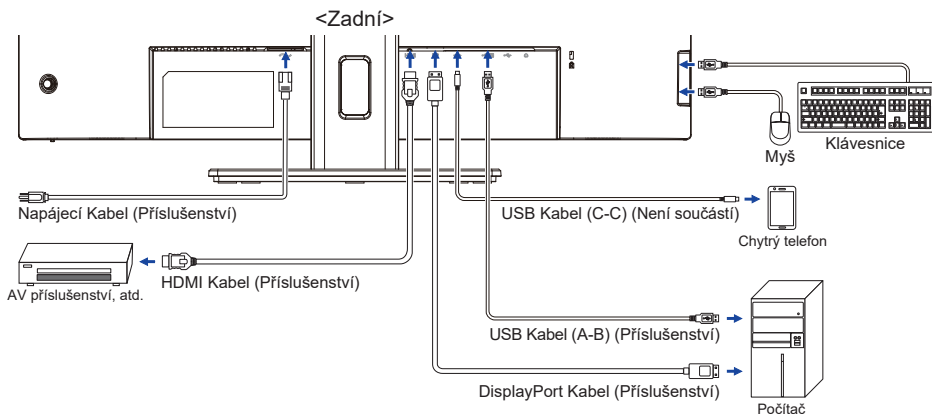 <Zadní>
Myš
Klávesnice
Napájecí Kabel (Příslušenství)
USB Kabel (C-C) (Není součástí)
Chytrý telefon
AV příslušenství, atd.
HDMI Kabel (Příslušenství)
USB Kabel (A-B) (Příslušenství)
DisplayPort Kabel (Příslušenství)
Počítač